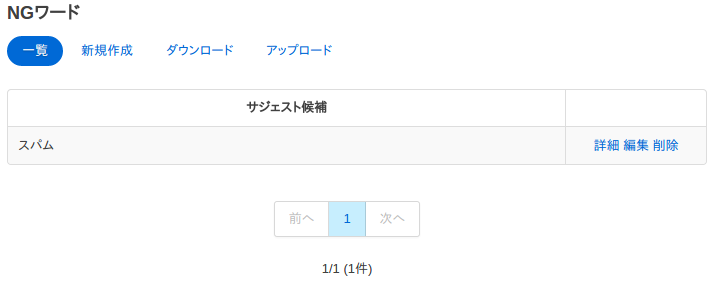 NGワード
一覧 新規作成 ダウンロード アップロード
サジェスト候補
スパム 詳細 編集 削除
前へ 1 次へ
1/1 (1件)